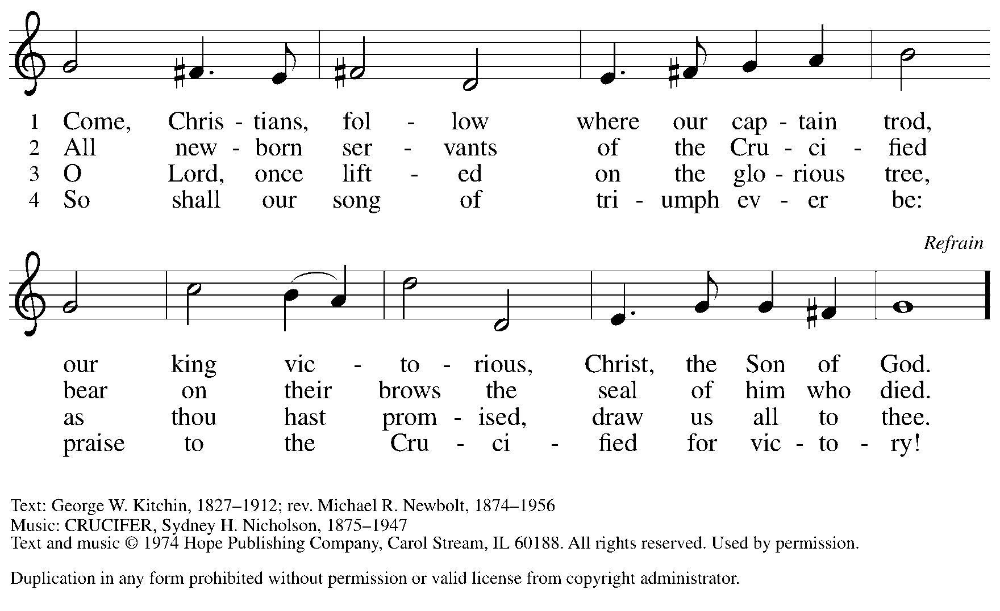 1 Come, Chris - tians, fol - low where our cap - tain trod,
2 All new - born ser - vants of the Cru - ci - fied
3 O Lord, once lift - ed on the glo - rious tree,
4 So shall our song of tri - umph ev - er be:
Refrain
our king vic - to - rious, Christ, the Son of God.
bear on their brows the seal of him who died.
as thou hast prom - ised, draw us all to thee.
praise to the Cru - ci - fied for vic - to - ry!
Text: George W. Kitchin, 1827–1912; rev. Michael R. Newbolt, 1874–1956
Music: CRUCIFER, Sydney H. Nicholson, 1875–1947
Text and music © 1974 Hope Publishing Company, Carol Stream, IL 60188. All rights reserved. Used by permission.
Duplication in any form prohibited without permission or valid license from copyright administrator.